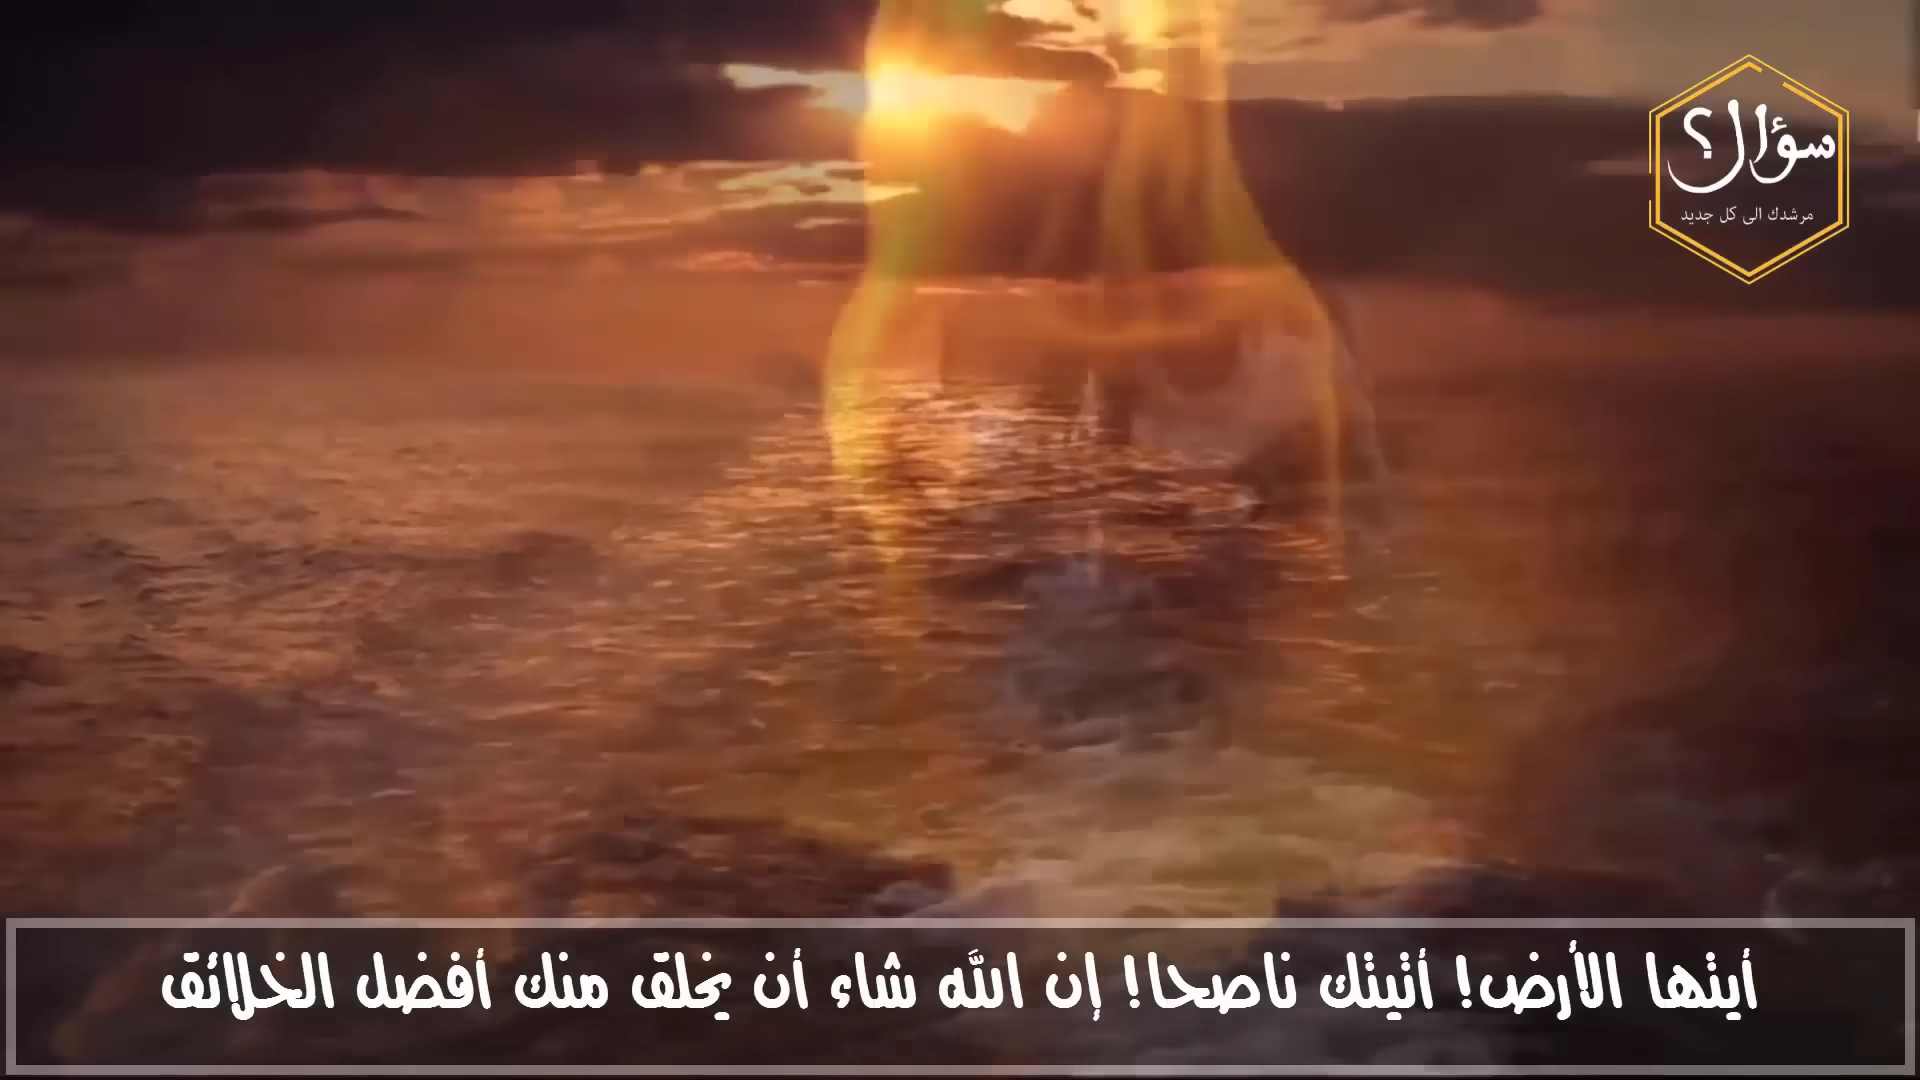 سؤال؟
مرشدك الى كل جديد
أيتها الأرض! أتيتك ناصحا! إن الله شاء أن يخلق منك أفضل الخلائق